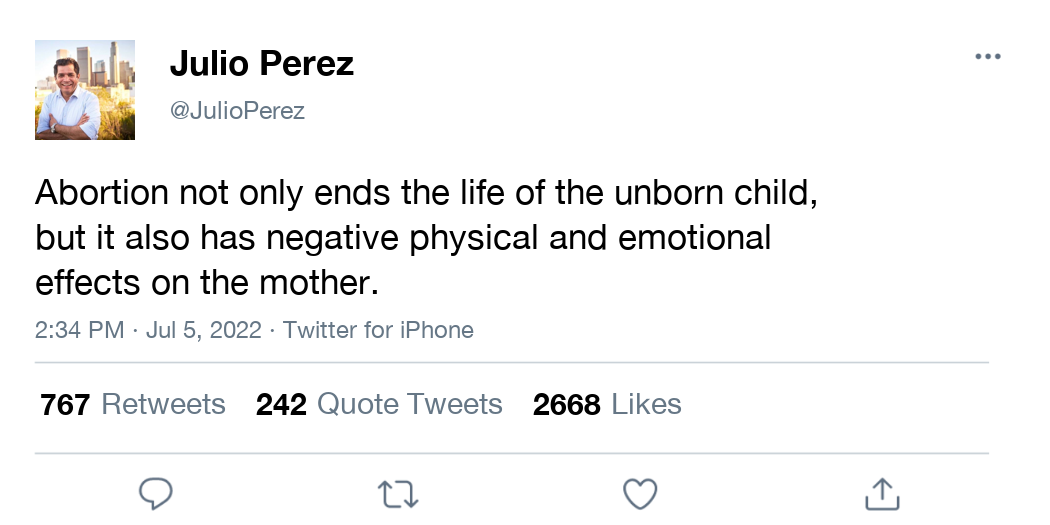 Julio Perez
@JulioPerez
Abortion not only ends the life of the unborn child,
but it also has negative physical and emotional
effects on the mother.
2:34 PM · Jul 5, 2022 · Twitter for iPhone
767 Retweets 242 Quote Tweets 2668 Likes